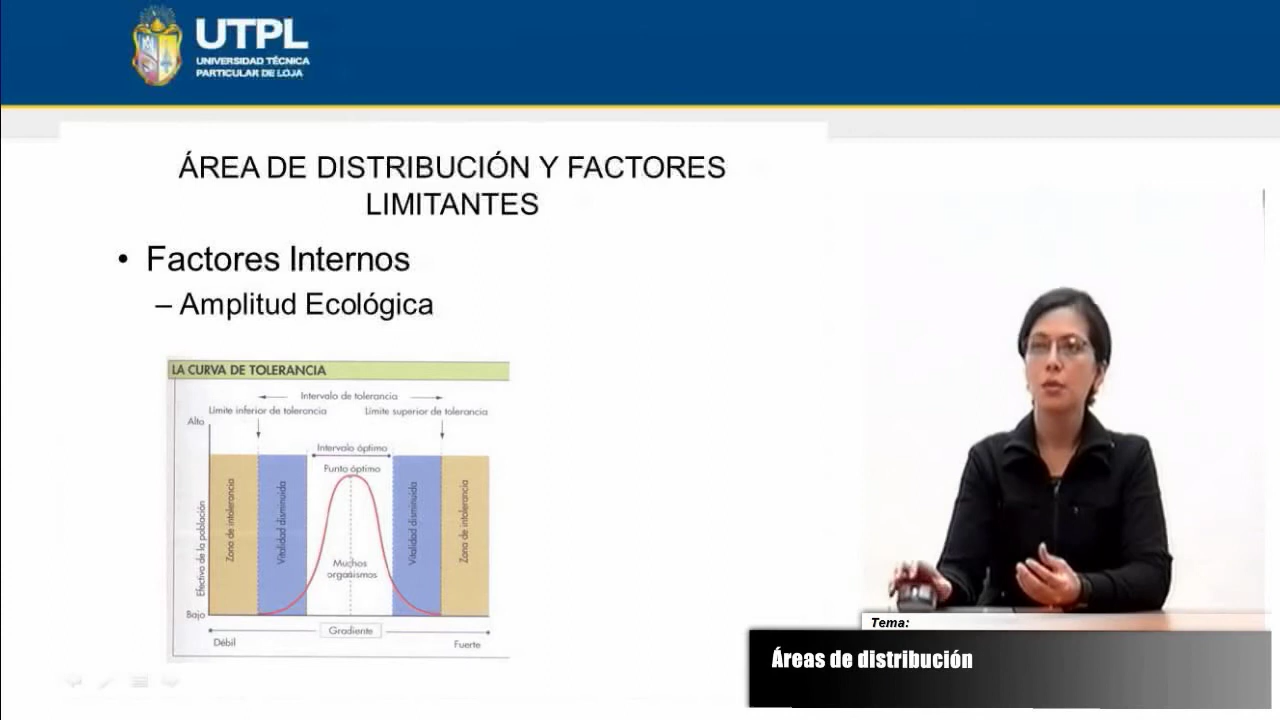 UTPL
UNIVERSIDAD TÉCNICA
PARTICULAR DE LOJA
ÁREA DE DISTRIBUCIÓN Y FACTORES
LIMITANTES
• Factores Internos
– Amplitud Ecológica
LA CURVA DE TOLERANCIA
Intervalo de tolerancia
Límite inferior de tolerancia
Límite superior de tolerancia
Alto
Intervalo óptimo
Punto óptimo
Efectivo de la población
Zona de intolerancia
Vitalidad disminuida
Muchos
organismos
Vitalidad disminuida
Zona de intolerancia
Bajo
Gradiente
Débil
Fuerte
Tema:
Áreas de distribución